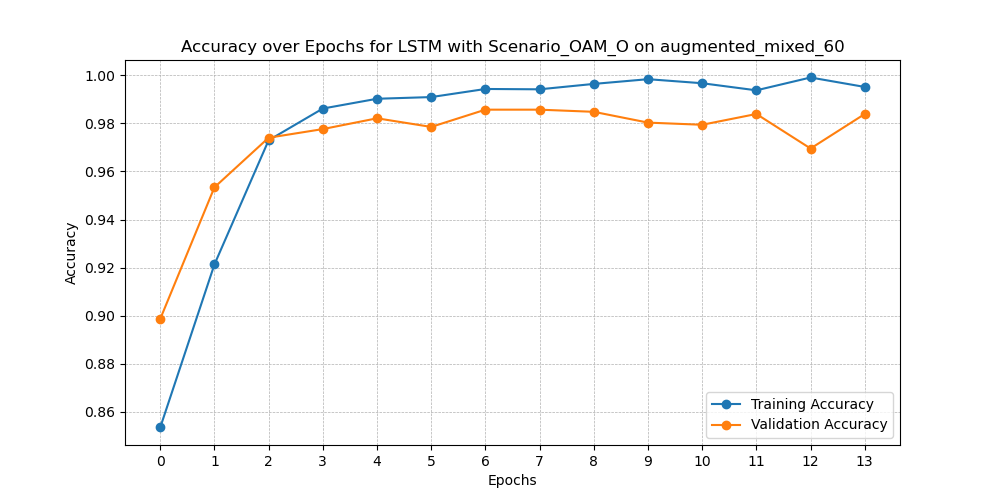 Accuracy over Epochs for LSTM with Scenario_OAM_O on augmented_mixed_60
1.00
0.98
0.96
0.94
0.92
0.90
0.88
0.86
Accuracy
Training Accuracy
Validation Accuracy
0 1 2 3 4 5 6 7 8 9 10 11 12 13
Epochs